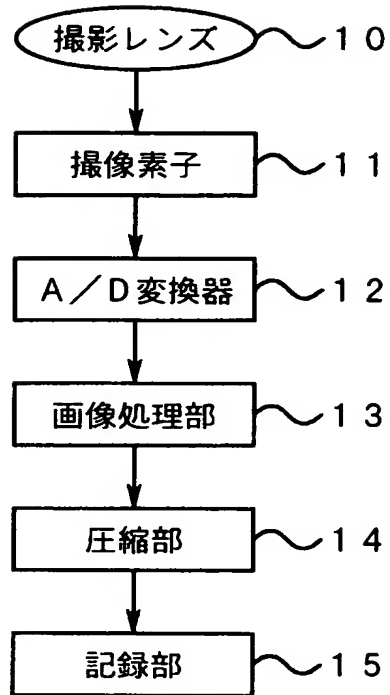 撮影レンズ 10
撮像素子 11
A/D変換器 12
画像処理部 13
圧縮部 14
記録部 15